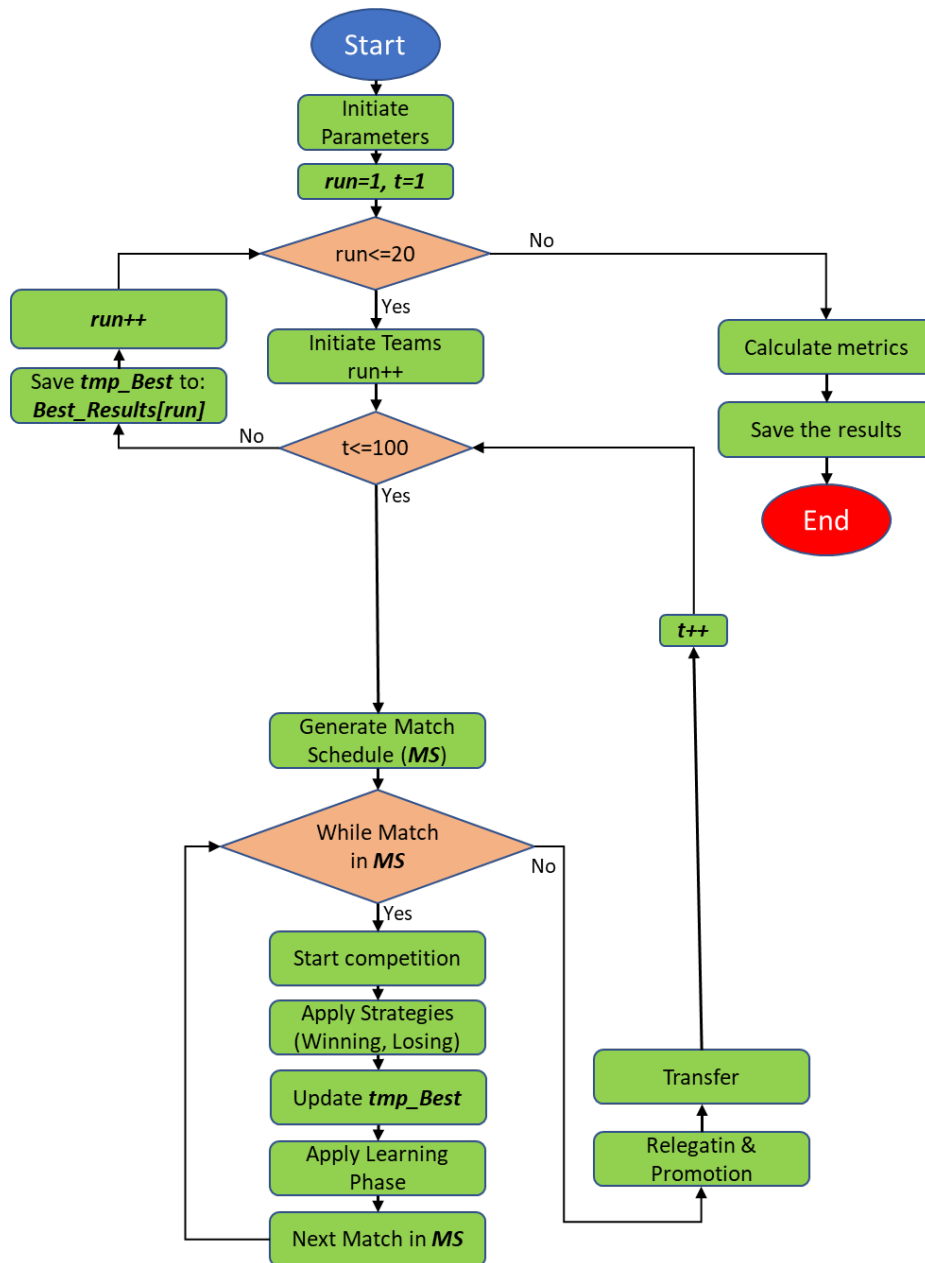 Start
Initiate
Parameters
run=1, t=1
run<=20
No
Yes
run++
Initiate Teams
run++
Calculate metrics
Save tmp_Best to:
Best_Results[run]
Save the results
No
t<=100
Yes
End
t++
Generate Match
Schedule (MS)
While Match
in MS
No
Yes
Start competition
Apply Strategies
(Winning, Losing)
Transfer
Update tmp_Best
Relegatin &
Promotion
Apply Learning
Phase
Next Match in MS